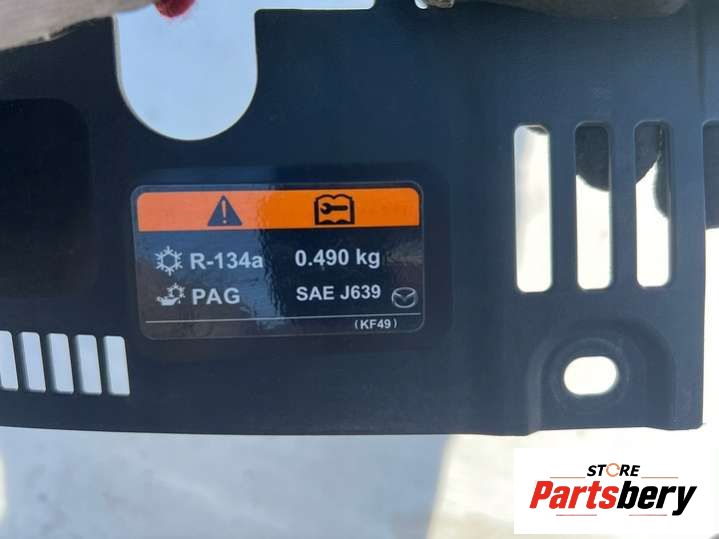 R-134a 0.490 kg
PAG SAE J639
(KF49)
STORE
Partsbery